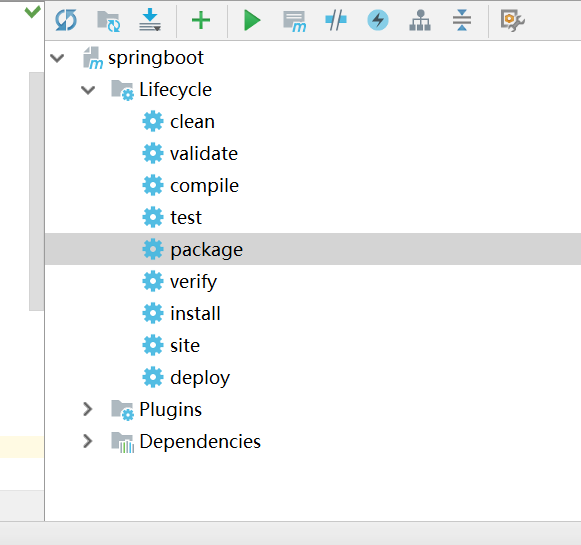 springboot
Lifecycle
clean
validate
compile
test
package
verify
install
site
deploy
Plugins
Dependencies